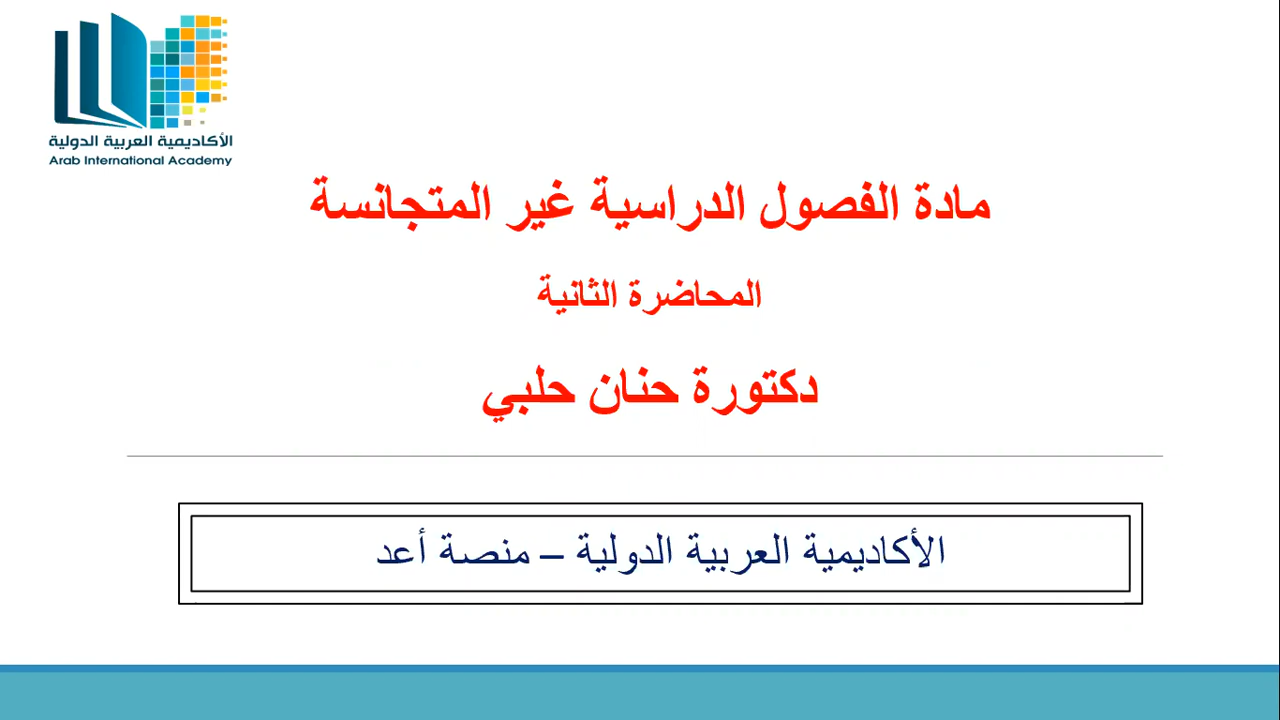 الأكاديمية العربية الدولية
Arab International Academy
مادة الفصول الدراسية غير المتجانسة
المحاضرة الثانية
دكتورة حنان حلبي
الأكاديمية العربية الدولية – منصة أعد